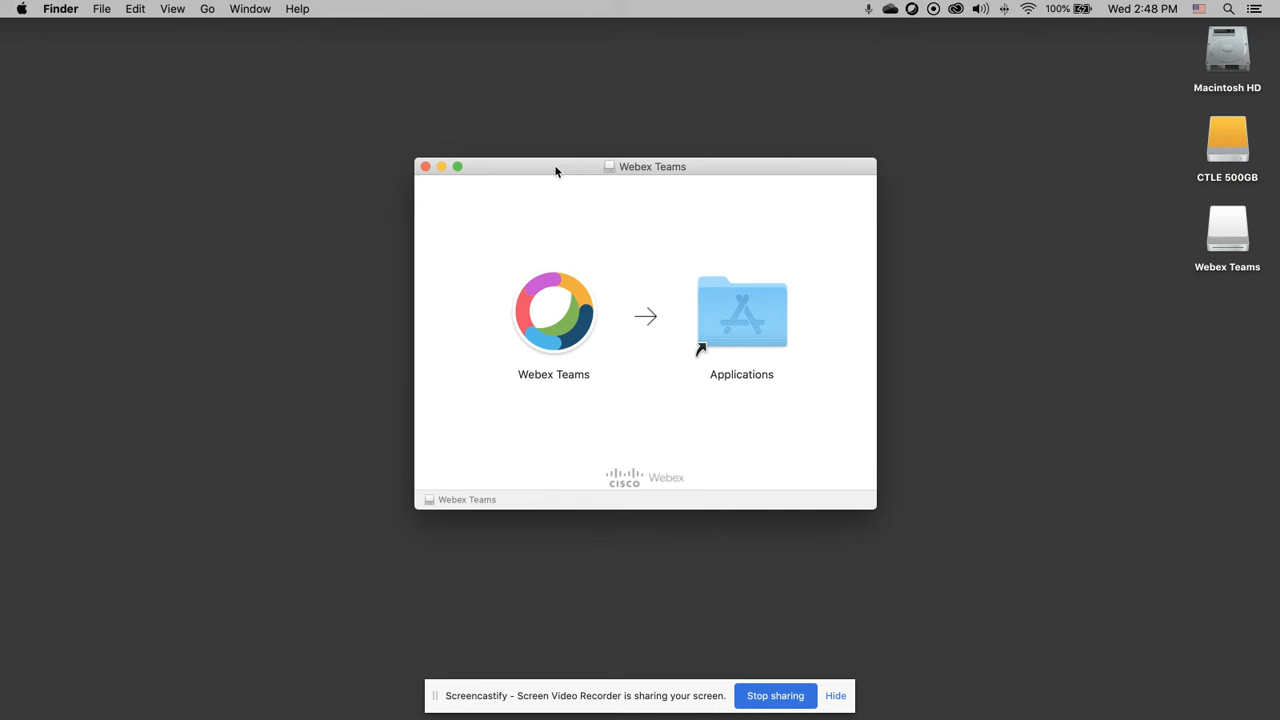 Finder File Edit View Go Window Help 100% Wed 2:48 PM
Macintosh HD
CTLE 500GB
Webex Teams
Webex Teams
Webex Teams
Applications
CISCO Webex
Webex Teams
Screencastify - Screen Video Recorder is sharing your screen. Stop sharing Hide